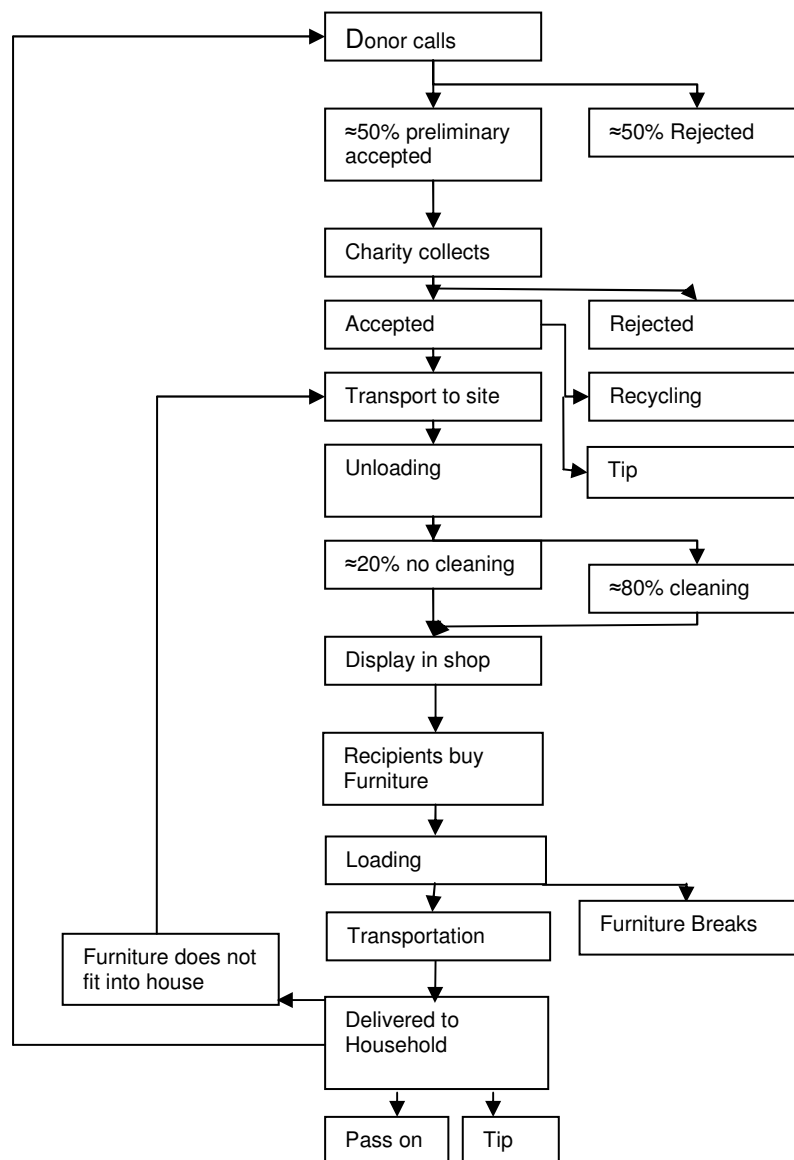 Donor calls
≈50% preliminary
accepted
≈50% Rejected
Charity collects
Accepted
Rejected
Transport to site
Recycling
Unloading
Tip
≈20% no cleaning
≈80% cleaning
Display in shop
Recipients buy
Furniture
Loading
Furniture Breaks
Transportation
Furniture does not
fit into house
Delivered to
Household
Pass on
Tip